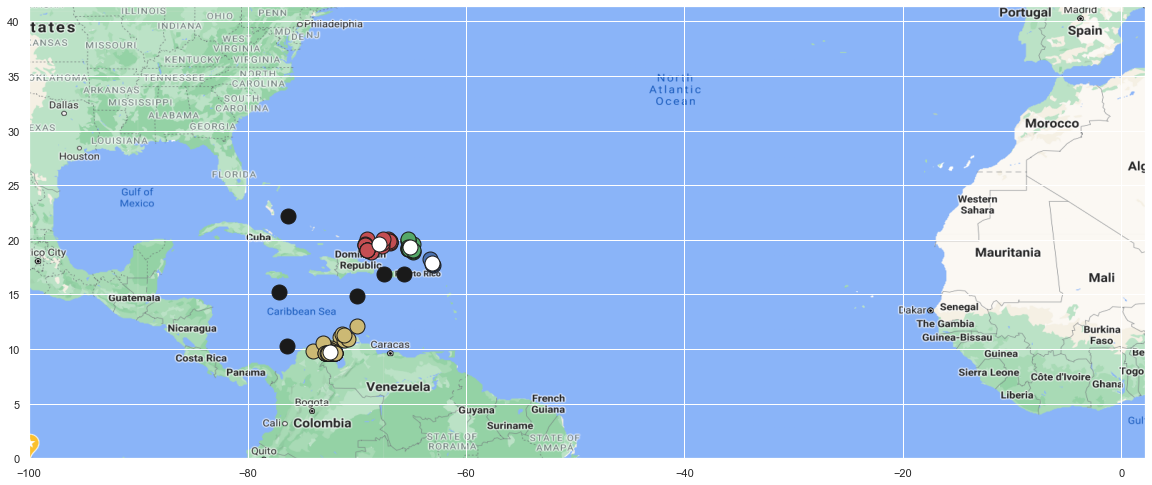 ILLINOIS
OHIO
PENN
Philadelphia
tates
INDIANA
MD
DE
NJ
WEST
VIRGINIA
KANSAS
MISSOURI
KENTUCKY
VIRGINIA
OKLAHOMA
TENNESSEE
NORTH
CAROLINA
ARKANSAS
MISSISSIPPI
SOUTH
CAROLINA
Dallas
ALABAMA
GEORGIA
EXAS
LOUISIANA
Houston
FLORIDA
Gulf of
Mexico
Cuba
ico City
Dominican
Republic
Puerto Rico
Guatemala
Caribbean Sea
Nicaragua
Costa Rica
Panama
Caracas
Venezuela
Bogota
Colombia
Cali
Quito
Guyana
French
Guiana
Suriname
STATE OF
RORAIMA
STATE OF
AMAPA
North
Atlantic
Ocean
Portugal
Madrid
Spain
Morocco
Alg
Western
Sahara
Mauritania
Mali
Dakar
Senegal
The Gambia
Guinea-Bissau
Guinea
Sierra Leone
Liberia
Côte d'Ivoire
Burkina
Faso
Be
Togo
Ghana
Gulf
40
35
30
25
20
15
10
5
0
−100
−80
−60
−40
−20
0